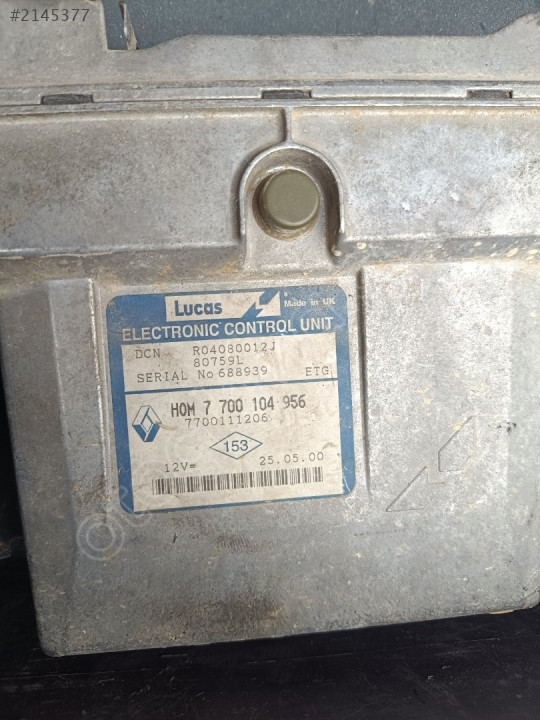 #2145377
Lucas
Made in UK
ELECTRONIC CONTROL UNIT
DCN R04080012J
80759L
SERIAL No 688939 ETG
HOM 7 700 104 956
7700111206
153
12V= 25.05.00